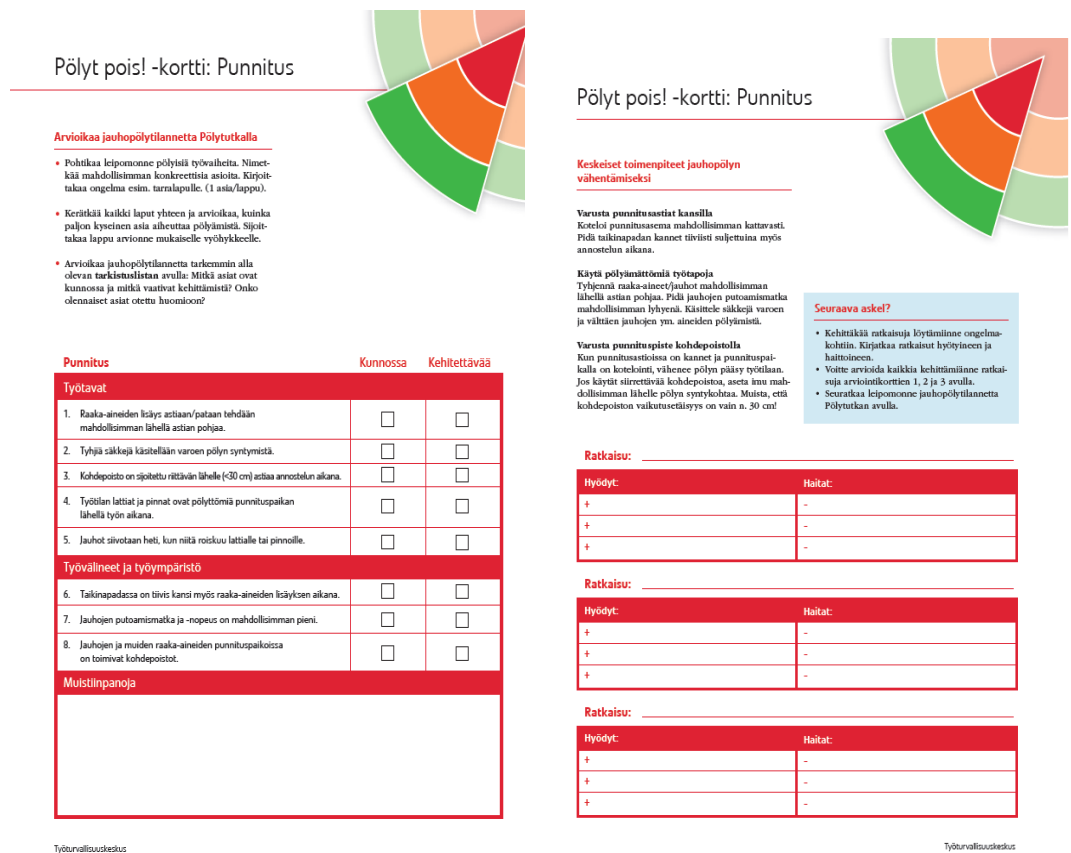 Pölyt pois! -kortti: Punnitus
Arvioikaa jauhopölytilannetta Pölytutkalla
• Pohtikaa leipomonne pölyisiä työvaiheita. Nimet-
kää mahdollisimman konkreettisia asioita. Kirjoit-
takaa ongelma esim. tarralapulle. (1 asia/lappu).
• Kerätkää kaikki laput yhteen ja arvioikaa, kuinka
paljon kyseinen asia aiheuttaa pölyämistä. Sijoit-
takaa lappu arvionne mukaiselle vyöhykkeelle.
• Arvioikaa jauhopölytilannetta tarkemmin alla
olevan tarkistuslistan avulla: Mitkä asiat ovat
kunnossa ja mitkä vaativat kehittämistä? Onko
olennaiset asiat otettu huomioon?
Punnitus Kunnossa Kehitettävää
Työtavat
1. Raaka-aineiden lisäys astiaan/pataan tehdään
mahdollisimman lähellä astian pohjaa.
2. Tyhjiä säkkejä käsitellään varoen pölyn syntymistä.
3. Kohdepoisto on sijoitettu riittävän lähelle (<30 cm) astiaa annostelun aikana.
4. Työtilan lattiat ja pinnat ovat pölyttömiä punnituspaikan
lähellä työn aikana.
5. Jauhot siivotaan heti, kun niitä roiskuu lattialle tai pinnoille.
Työvälineet ja työympäristö
6. Taikinapadassa on tiivis kansi myös raaka-aineiden lisäyksen aikana.
7. Jauhojen putoamismatka ja -nopeus on mahdollisimman pieni.
8. Jauhojen ja muiden raaka-aineiden punnituspaikoissa
on toimivat kohdepoistot.
Muistiinpanoja
Työturvallisuuskeskus
Pölyt pois! -kortti: Punnitus
Keskeiset toimenpiteet jauhopölyn
vähentämiseksi
Varusta punnitusastiat kansilla
Koteloi punnitusasema mahdollisimman kattavasti.
Pidä taikinapadan kannet tiiviisti suljettuina myös
annostelun aikana.
Käytä pölyämättömiä työtapoja
Tyhjennä raaka-aineet/jauhot mahdollisimman
lähellä astian pohjaa. Pidä jauhojen putoamismatka
mahdollisimman lyhyenä. Käsittele säkkejä varoen
ja välttäen jauhojen ym. aineiden pölyämistä.
Varusta punnituspiste kohdepoistolla
Kun punnitusastioissa on kannet ja punnituspai-
kalla on kotelointi, vähenee pölyn pääsy työtilaan.
Jos käytät siirrettävää kohdepoistoa, aseta imu mah-
dollisimman lähelle pölyn syntykohtaa. Muista, että
kohdepoiston vaikutusetäisyys on vain n. 30 cm!
Seuraava askel?
• Kehittäkää ratkaisuja löytämiinne ongelma-
kohtiin. Kirjatkaa ratkaisut hyötyineen ja
haittoineen.
• Voitte arvioida kaikkia kehittämiänne ratkai-
suja arviointikorttien 1, 2 ja 3 avulla.
• Seuratkaa leipomonne jauhopölytilannetta
Pölytutkan avulla.
Ratkaisu:
Hyödyt: Haitat:
+ -
+ -
+ -
Ratkaisu:
Hyödyt: Haitat:
+ -
+ -
+ -
Ratkaisu:
Hyödyt: Haitat:
+ -
+ -
+ -
Työturvallisuuskeskus